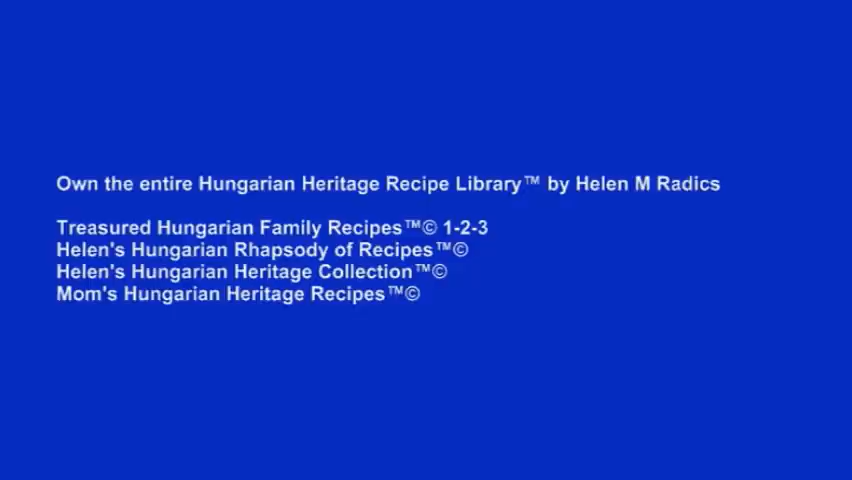 Own the entire Hungarian Heritage Recipe Library™ by Helen M Radics
Treasured Hungarian Family Recipes™© 1-2-3
Helen's Hungarian Rhapsody of Recipes™©
Helen's Hungarian Heritage Collection™©
Mom's Hungarian Heritage Recipes™©